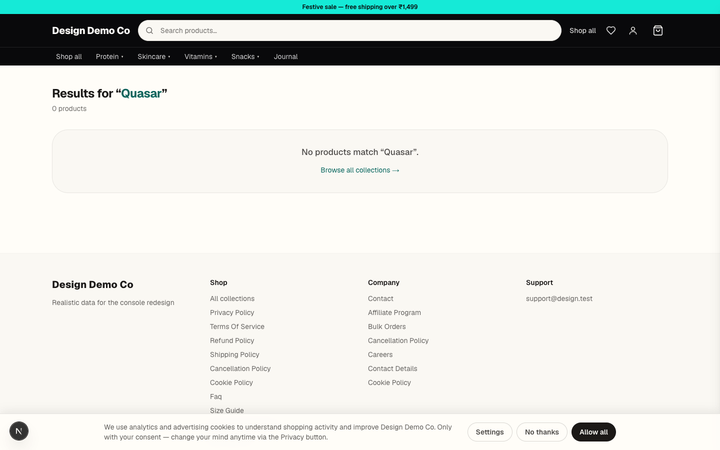 Festive sale — free shipping over ₹1,499
Design Demo Co
Search products...
Shop all
Shop all
Protein
Skincare
Vitamins
Snacks
Journal
Results for “Quasar”
0 products
No products match “Quasar”.
Browse all collections →
Design Demo Co
Realistic data for the console redesign
Shop
All collections
Privacy Policy
Terms Of Service
Refund Policy
Shipping Policy
Cancellation Policy
Cookie Policy
Faq
Size Guide
Company
Contact
Affiliate Program
Bulk Orders
Cancellation Policy
Careers
Contact Details
Cookie Policy
Support
support@design.test
N
We use analytics and advertising cookies to understand shopping activity and improve Design Demo Co. Only
with your consent — change your mind anytime via the Privacy button.
Settings
No thanks
Allow all